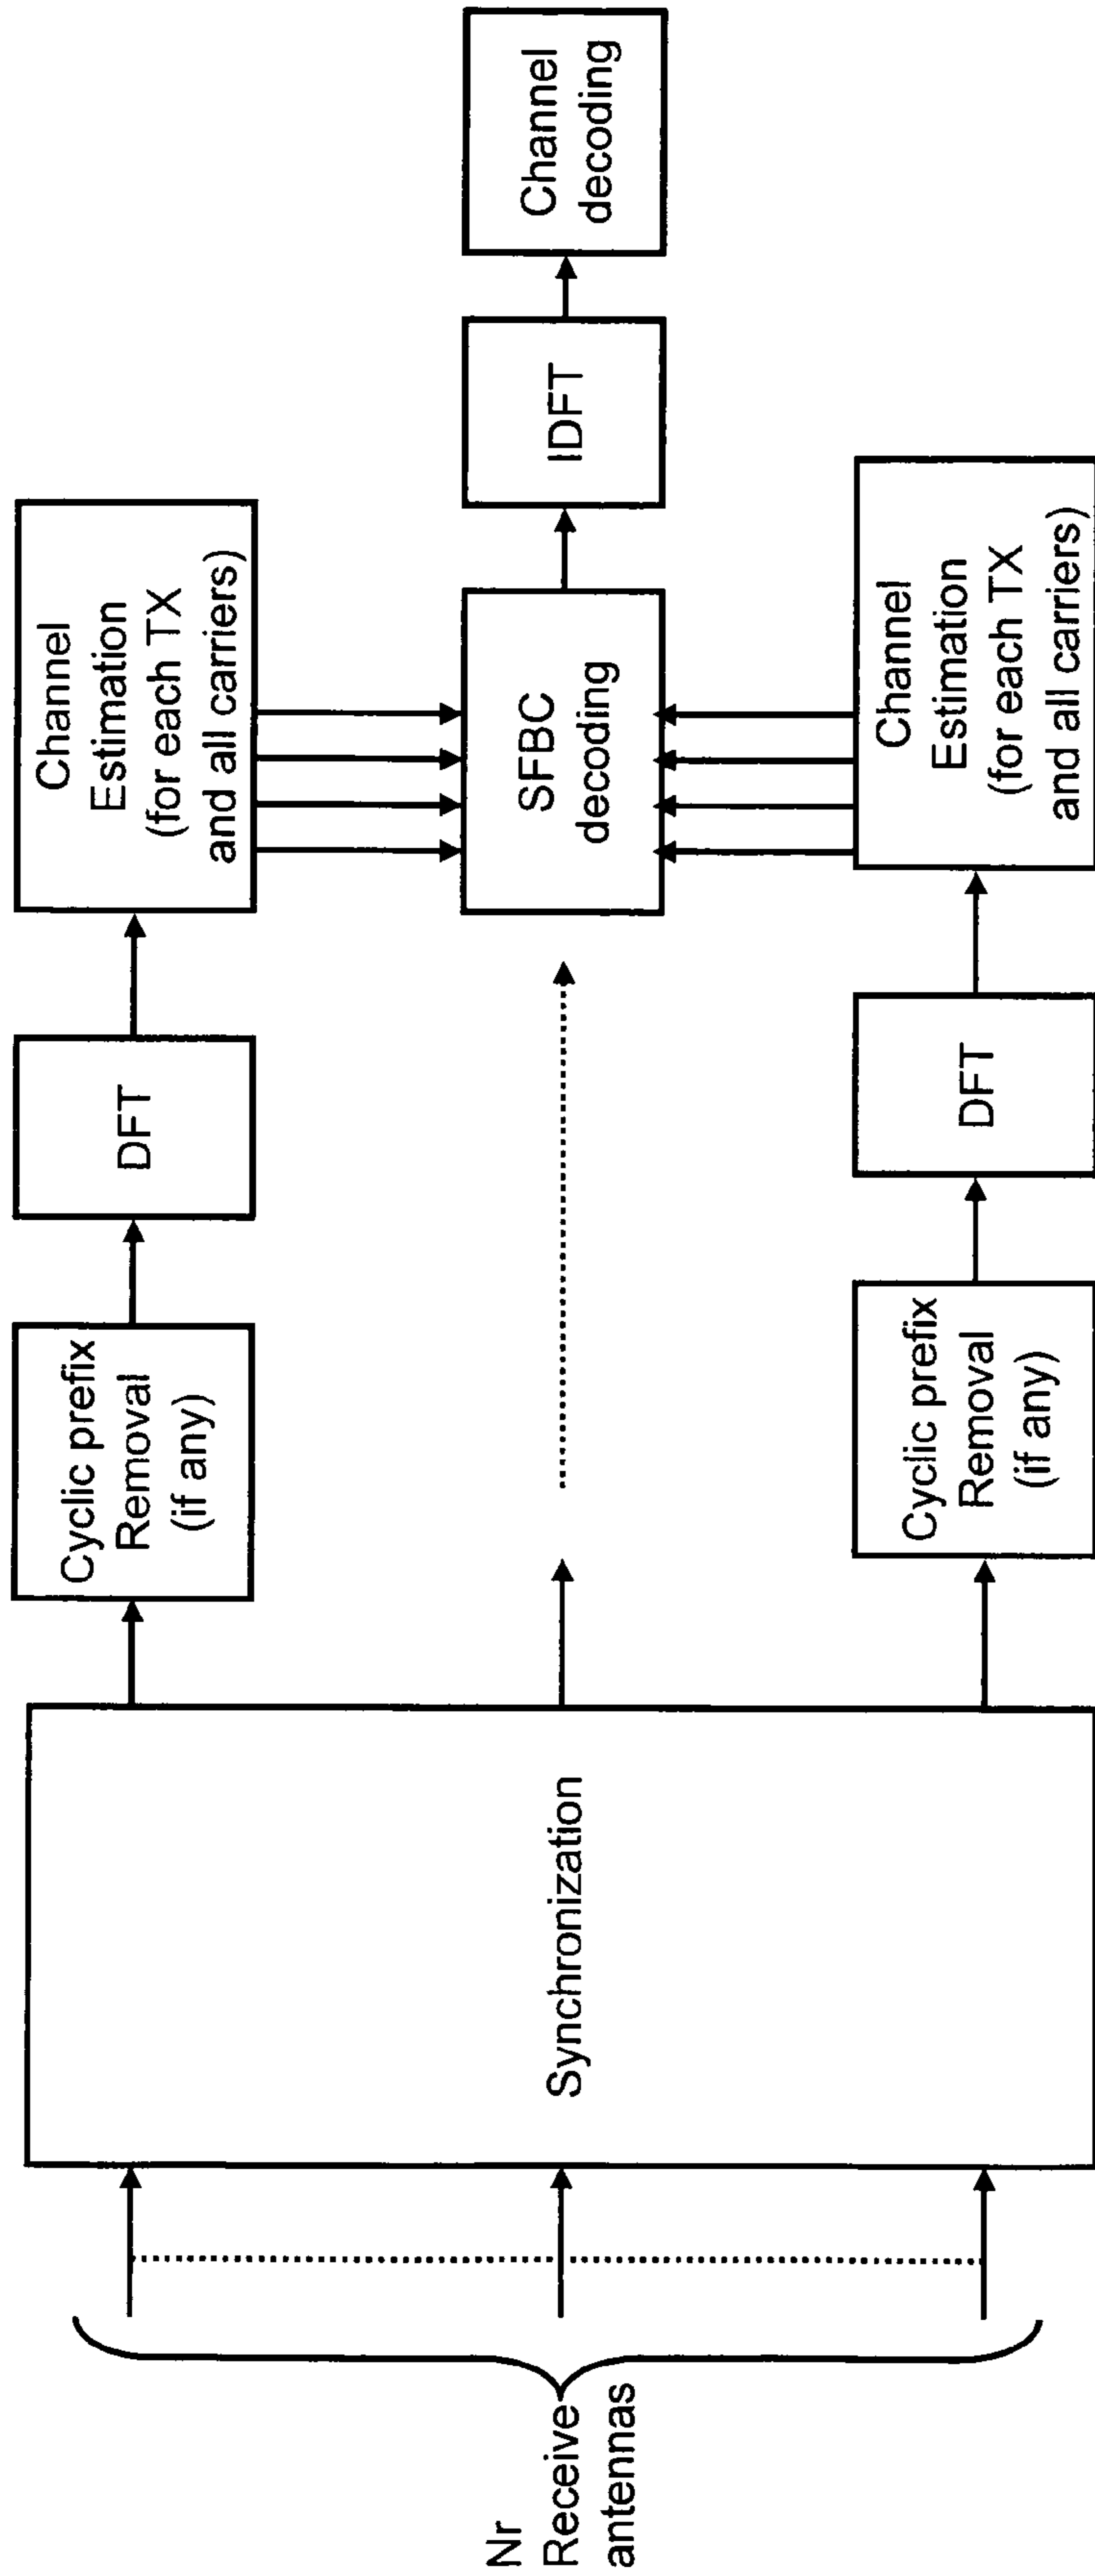 Nr
Receive
antennas
Synchronization
Cyclic prefix
Removal
(if any)
DFT
Channel
Estimation
(for each TX
and all carriers)
Cyclic prefix
Removal
(if any)
DFT
Channel
Estimation
(for each TX
and all carriers)
SFBC
decoding
IDFT
Channel
decoding